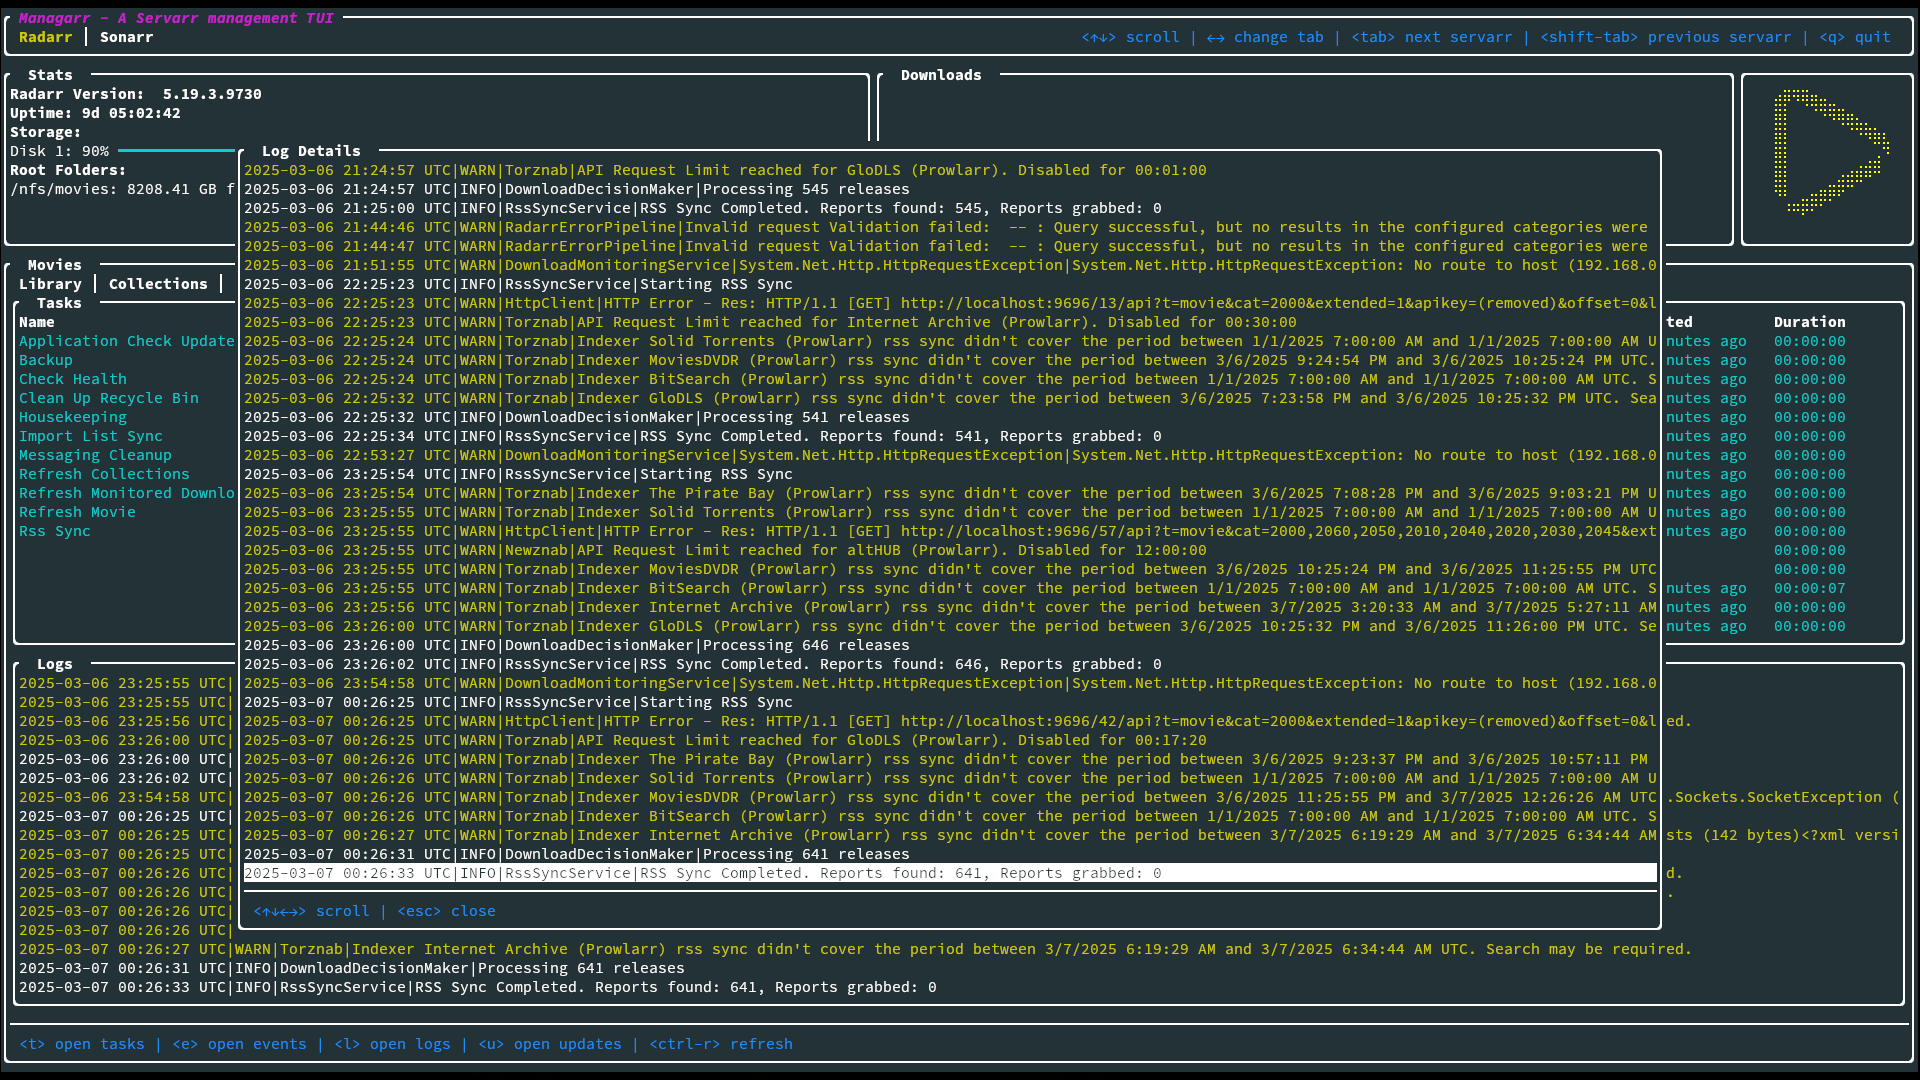 Managarr - A Servarr management TUI
Radarr | Sonarr
<↑↓> scroll | ←→ change tab | <tab> next servarr | <shift-tab> previous servarr | <q> quit
Stats
Radarr Version:  5.19.3.9730
Uptime: 9d 05:02:42
Storage:
Disk 1: 90%
Root Folders:
/nfs/movies: 8208.41 GB f
Downloads
Movies
Library | Collections |
Tasks
Name
Application Check Update
Backup
Check Health
Clean Up Recycle Bin
Housekeeping
Import List Sync
Messaging Cleanup
Refresh Collections
Refresh Monitored Downlo
Refresh Movie
Rss Sync
Log Details
2025-03-06 21:24:57 UTC|WARN|Torznab|API Request Limit reached for GloDLS (Prowlarr). Disabled for 00:01:00
2025-03-06 21:24:57 UTC|INFO|DownloadDecisionMaker|Processing 545 releases
2025-03-06 21:25:00 UTC|INFO|RssSyncService|RSS Sync Completed. Reports found: 545, Reports grabbed: 0
2025-03-06 21:44:46 UTC|WARN|RadarrErrorPipeline|Invalid request Validation failed:  -- : Query successful, but no results in the configured categories were
2025-03-06 21:44:47 UTC|WARN|RadarrErrorPipeline|Invalid request Validation failed:  -- : Query successful, but no results in the configured categories were
2025-03-06 21:51:55 UTC|WARN|DownloadMonitoringService|System.Net.Http.HttpRequestException|System.Net.Http.HttpRequestException: No route to host (192.168.0
2025-03-06 22:25:23 UTC|INFO|RssSyncService|Starting RSS Sync
2025-03-06 22:25:23 UTC|WARN|HttpClient|HTTP Error - Res: HTTP/1.1 [GET] http://localhost:9696/13/api?t=movie&cat=2000&extended=1&apikey=(removed)&offset=0&l
2025-03-06 22:25:23 UTC|WARN|Torznab|API Request Limit reached for Internet Archive (Prowlarr). Disabled for 00:30:00
2025-03-06 22:25:24 UTC|WARN|Torznab|Indexer Solid Torrents (Prowlarr) rss sync didn't cover the period between 1/1/2025 7:00:00 AM and 1/1/2025 7:00:00 AM U
2025-03-06 22:25:24 UTC|WARN|Torznab|Indexer MoviesDVDR (Prowlarr) rss sync didn't cover the period between 3/6/2025 9:24:54 PM and 3/6/2025 10:25:24 PM UTC.
2025-03-06 22:25:24 UTC|WARN|Torznab|Indexer BitSearch (Prowlarr) rss sync didn't cover the period between 1/1/2025 7:00:00 AM and 1/1/2025 7:00:00 AM UTC. S
2025-03-06 22:25:32 UTC|WARN|Torznab|Indexer GloDLS (Prowlarr) rss sync didn't cover the period between 3/6/2025 7:23:58 PM and 3/6/2025 10:25:32 PM UTC. Sea
2025-03-06 22:25:32 UTC|INFO|DownloadDecisionMaker|Processing 541 releases
2025-03-06 22:25:34 UTC|INFO|RssSyncService|RSS Sync Completed. Reports found: 541, Reports grabbed: 0
2025-03-06 22:53:27 UTC|WARN|DownloadMonitoringService|System.Net.Http.HttpRequestException|System.Net.Http.HttpRequestException: No route to host (192.168.0
2025-03-06 23:25:54 UTC|INFO|RssSyncService|Starting RSS Sync
2025-03-06 23:25:54 UTC|WARN|Torznab|Indexer The Pirate Bay (Prowlarr) rss sync didn't cover the period between 3/6/2025 7:08:28 PM and 3/6/2025 9:03:21 PM U
2025-03-06 23:25:55 UTC|WARN|Torznab|Indexer Solid Torrents (Prowlarr) rss sync didn't cover the period between 1/1/2025 7:00:00 AM and 1/1/2025 7:00:00 AM U
2025-03-06 23:25:55 UTC|WARN|HttpClient|HTTP Error - Res: HTTP/1.1 [GET] http://localhost:9696/57/api?t=movie&cat=2000,2060,2050,2010,2040,2020,2030,2045&ext
2025-03-06 23:25:55 UTC|WARN|Newznab|API Request Limit reached for altHUB (Prowlarr). Disabled for 12:00:00
2025-03-06 23:25:55 UTC|WARN|Torznab|Indexer MoviesDVDR (Prowlarr) rss sync didn't cover the period between 3/6/2025 10:25:24 PM and 3/6/2025 11:25:55 PM UTC
2025-03-06 23:25:55 UTC|WARN|Torznab|Indexer BitSearch (Prowlarr) rss sync didn't cover the period between 1/1/2025 7:00:00 AM and 1/1/2025 7:00:00 AM UTC. S
2025-03-06 23:25:56 UTC|WARN|Torznab|Indexer Internet Archive (Prowlarr) rss sync didn't cover the period between 3/7/2025 3:20:33 AM and 3/7/2025 5:27:11 AM
2025-03-06 23:26:00 UTC|WARN|Torznab|Indexer GloDLS (Prowlarr) rss sync didn't cover the period between 3/6/2025 10:25:32 PM and 3/6/2025 11:26:00 PM UTC. Se
2025-03-06 23:26:00 UTC|INFO|DownloadDecisionMaker|Processing 646 releases
2025-03-06 23:26:02 UTC|INFO|RssSyncService|RSS Sync Completed. Reports found: 646, Reports grabbed: 0
2025-03-06 23:54:58 UTC|WARN|DownloadMonitoringService|System.Net.Http.HttpRequestException|System.Net.Http.HttpRequestException: No route to host (192.168.0
2025-03-07 00:26:25 UTC|INFO|RssSyncService|Starting RSS Sync
2025-03-07 00:26:25 UTC|WARN|HttpClient|HTTP Error - Res: HTTP/1.1 [GET] http://localhost:9696/42/api?t=movie&cat=2000&extended=1&apikey=(removed)&offset=0&l
2025-03-07 00:26:25 UTC|WARN|Torznab|API Request Limit reached for GloDLS (Prowlarr). Disabled for 00:17:20
2025-03-07 00:26:26 UTC|WARN|Torznab|Indexer The Pirate Bay (Prowlarr) rss sync didn't cover the period between 3/6/2025 9:23:37 PM and 3/6/2025 10:57:11 PM
2025-03-07 00:26:26 UTC|WARN|Torznab|Indexer Solid Torrents (Prowlarr) rss sync didn't cover the period between 1/1/2025 7:00:00 AM and 1/1/2025 7:00:00 AM U
2025-03-07 00:26:26 UTC|WARN|Torznab|Indexer MoviesDVDR (Prowlarr) rss sync didn't cover the period between 3/6/2025 11:25:55 PM and 3/7/2025 12:26:26 AM UTC
2025-03-07 00:26:26 UTC|WARN|Torznab|Indexer BitSearch (Prowlarr) rss sync didn't cover the period between 1/1/2025 7:00:00 AM and 1/1/2025 7:00:00 AM UTC. S
2025-03-07 00:26:27 UTC|WARN|Torznab|Indexer Internet Archive (Prowlarr) rss sync didn't cover the period between 3/7/2025 6:19:29 AM and 3/7/2025 6:34:44 AM
2025-03-07 00:26:31 UTC|INFO|DownloadDecisionMaker|Processing 641 releases
2025-03-07 00:26:33 UTC|INFO|RssSyncService|RSS Sync Completed. Reports found: 641, Reports grabbed: 0
<↑↓←→> scroll | <esc> close
ted   Duration
nutes ago   00:00:00
nutes ago   00:00:00
nutes ago   00:00:00
nutes ago   00:00:00
nutes ago   00:00:00
nutes ago   00:00:00
nutes ago   00:00:00
nutes ago   00:00:00
nutes ago   00:00:00
nutes ago   00:00:00
nutes ago   00:00:00
00:00:00
00:00:00
nutes ago   00:00:07
nutes ago   00:00:00
nutes ago   00:00:00
Logs
2025-03-06 23:25:55 UTC|
2025-03-06 23:25:55 UTC|
2025-03-06 23:25:56 UTC| ed.
2025-03-06 23:26:00 UTC|
2025-03-06 23:26:00 UTC|
2025-03-06 23:26:02 UTC|
2025-03-06 23:54:58 UTC| .Sockets.SocketException (
2025-03-07 00:26:25 UTC|
2025-03-07 00:26:25 UTC| sts (142 bytes)<?xml versi
2025-03-07 00:26:25 UTC|
2025-03-07 00:26:26 UTC| d.
2025-03-07 00:26:26 UTC| .
2025-03-07 00:26:26 UTC|
2025-03-07 00:26:26 UTC|
2025-03-07 00:26:27 UTC|WARN|Torznab|Indexer Internet Archive (Prowlarr) rss sync didn't cover the period between 3/7/2025 6:19:29 AM and 3/7/2025 6:34:44 AM UTC. Search may be required.
2025-03-07 00:26:31 UTC|INFO|DownloadDecisionMaker|Processing 641 releases
2025-03-07 00:26:33 UTC|INFO|RssSyncService|RSS Sync Completed. Reports found: 641, Reports grabbed: 0
<t> open tasks | <e> open events | <l> open logs | <u> open updates | <ctrl-r> refresh